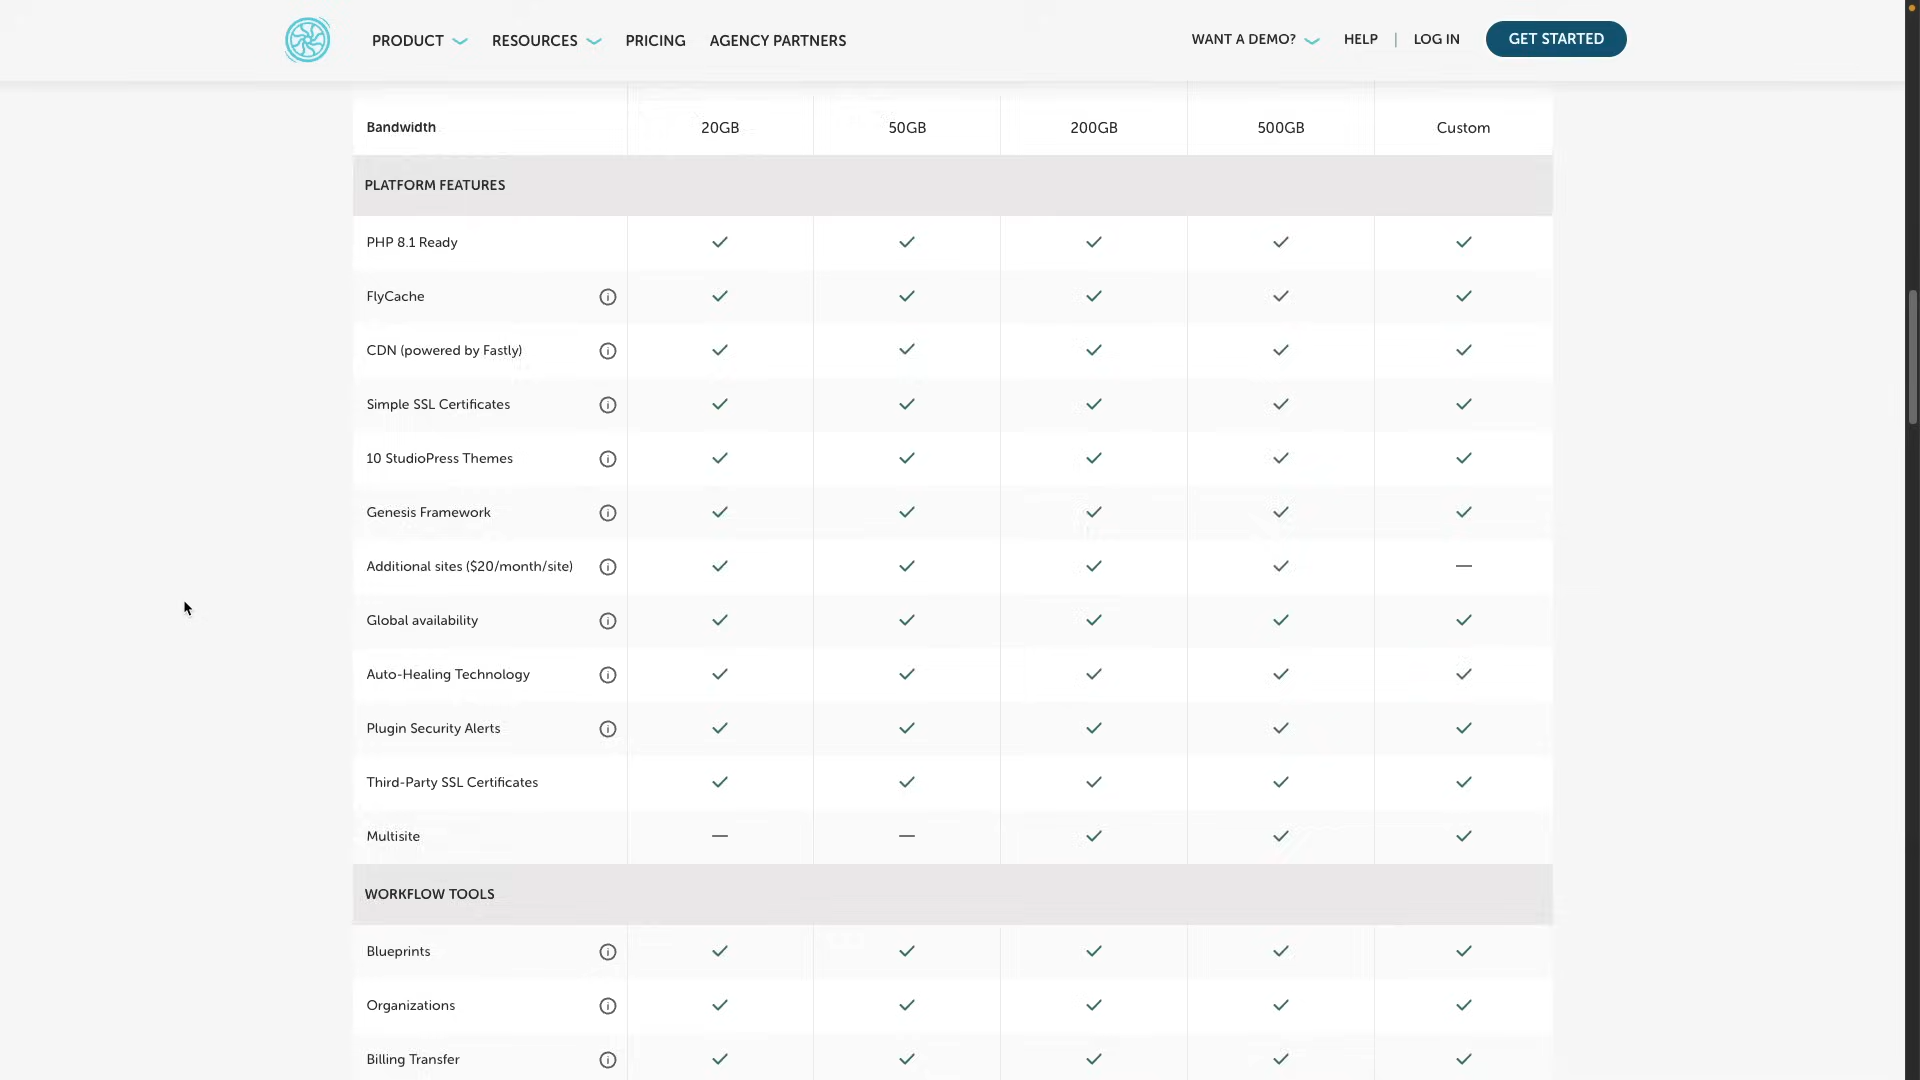 PRODUCT RESOURCES PRICING AGENCY PARTNERS WANT A DEMO? HELP | LOG IN GET STARTED
Bandwidth 20GB 50GB 200GB 500GB Custom
PLATFORM FEATURES
PHP 8.1 Ready
FlyCache
CDN (powered by Fastly)
Simple SSL Certificates
10 StudioPress Themes
Genesis Framework
Additional sites ($20/month/site)
Global availability
Auto-Healing Technology
Plugin Security Alerts
Third-Party SSL Certificates
Multisite
WORKFLOW TOOLS
Blueprints
Organizations
Billing Transfer